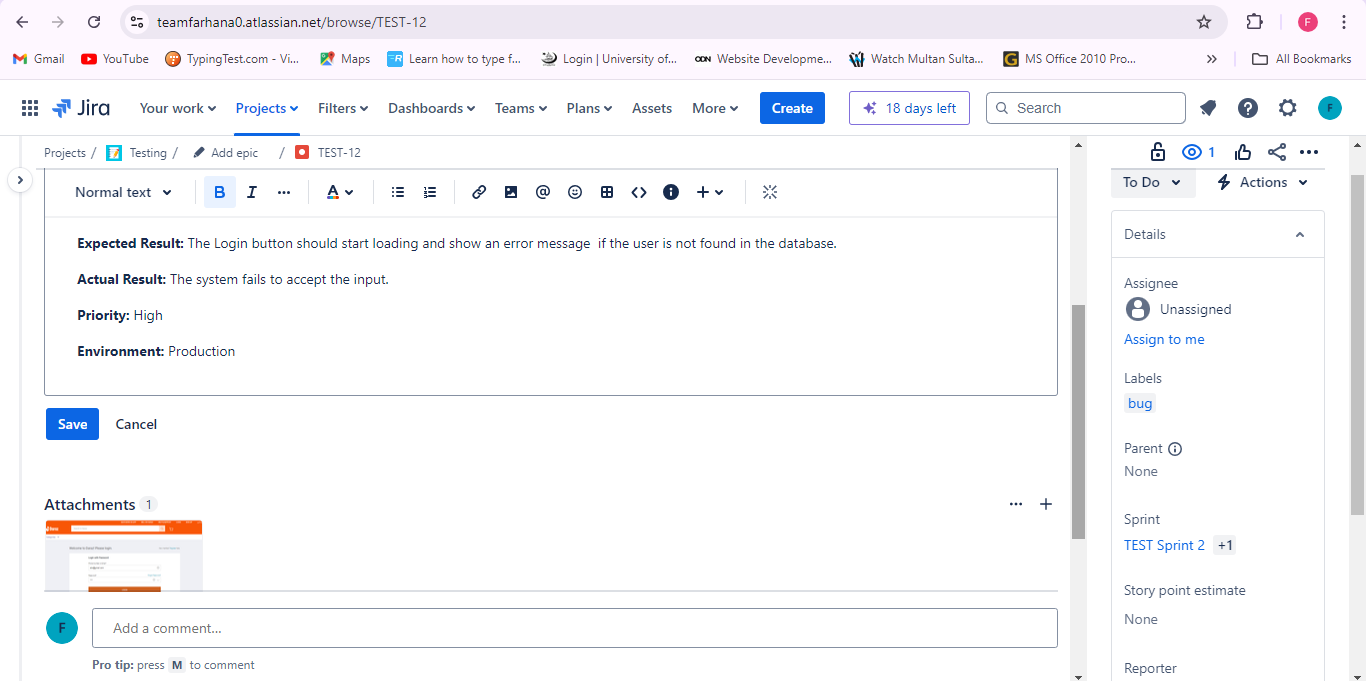 teamfarhana0.atlassian.net/browse/TEST-12
F
Gmail YouTube TypingTest.com - Vi... Maps Learn how to type f... Login | University of... Website Developme... Watch Multan Sulta... MS Office 2010 Pro... » All Bookmarks
Jira Your work Projects Filters Dashboards Teams Plans Assets More Create 18 days left Search F
Projects / Testing / Add epic / TEST-12
1
Normal text B I ... A
To Do Actions
Expected Result: The Login button should start loading and show an error message  if the user is not found in the database.
Actual Result: The system fails to accept the input.
Priority: High
Environment: Production
Save Cancel
Attachments 1
F Add a comment...
Pro tip: press M to comment
Details
Assignee
Unassigned
Assign to me
Labels
bug
Parent
None
Sprint
TEST Sprint 2 +1
Story point estimate
None
Reporter